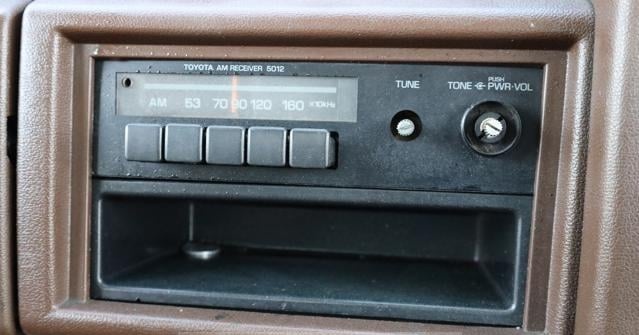 TOYOTA AM RECEIVER 5012
AM 53 70 90 120 160 ×10kHz
TUNE
PUSH
TONE PWR·VOL